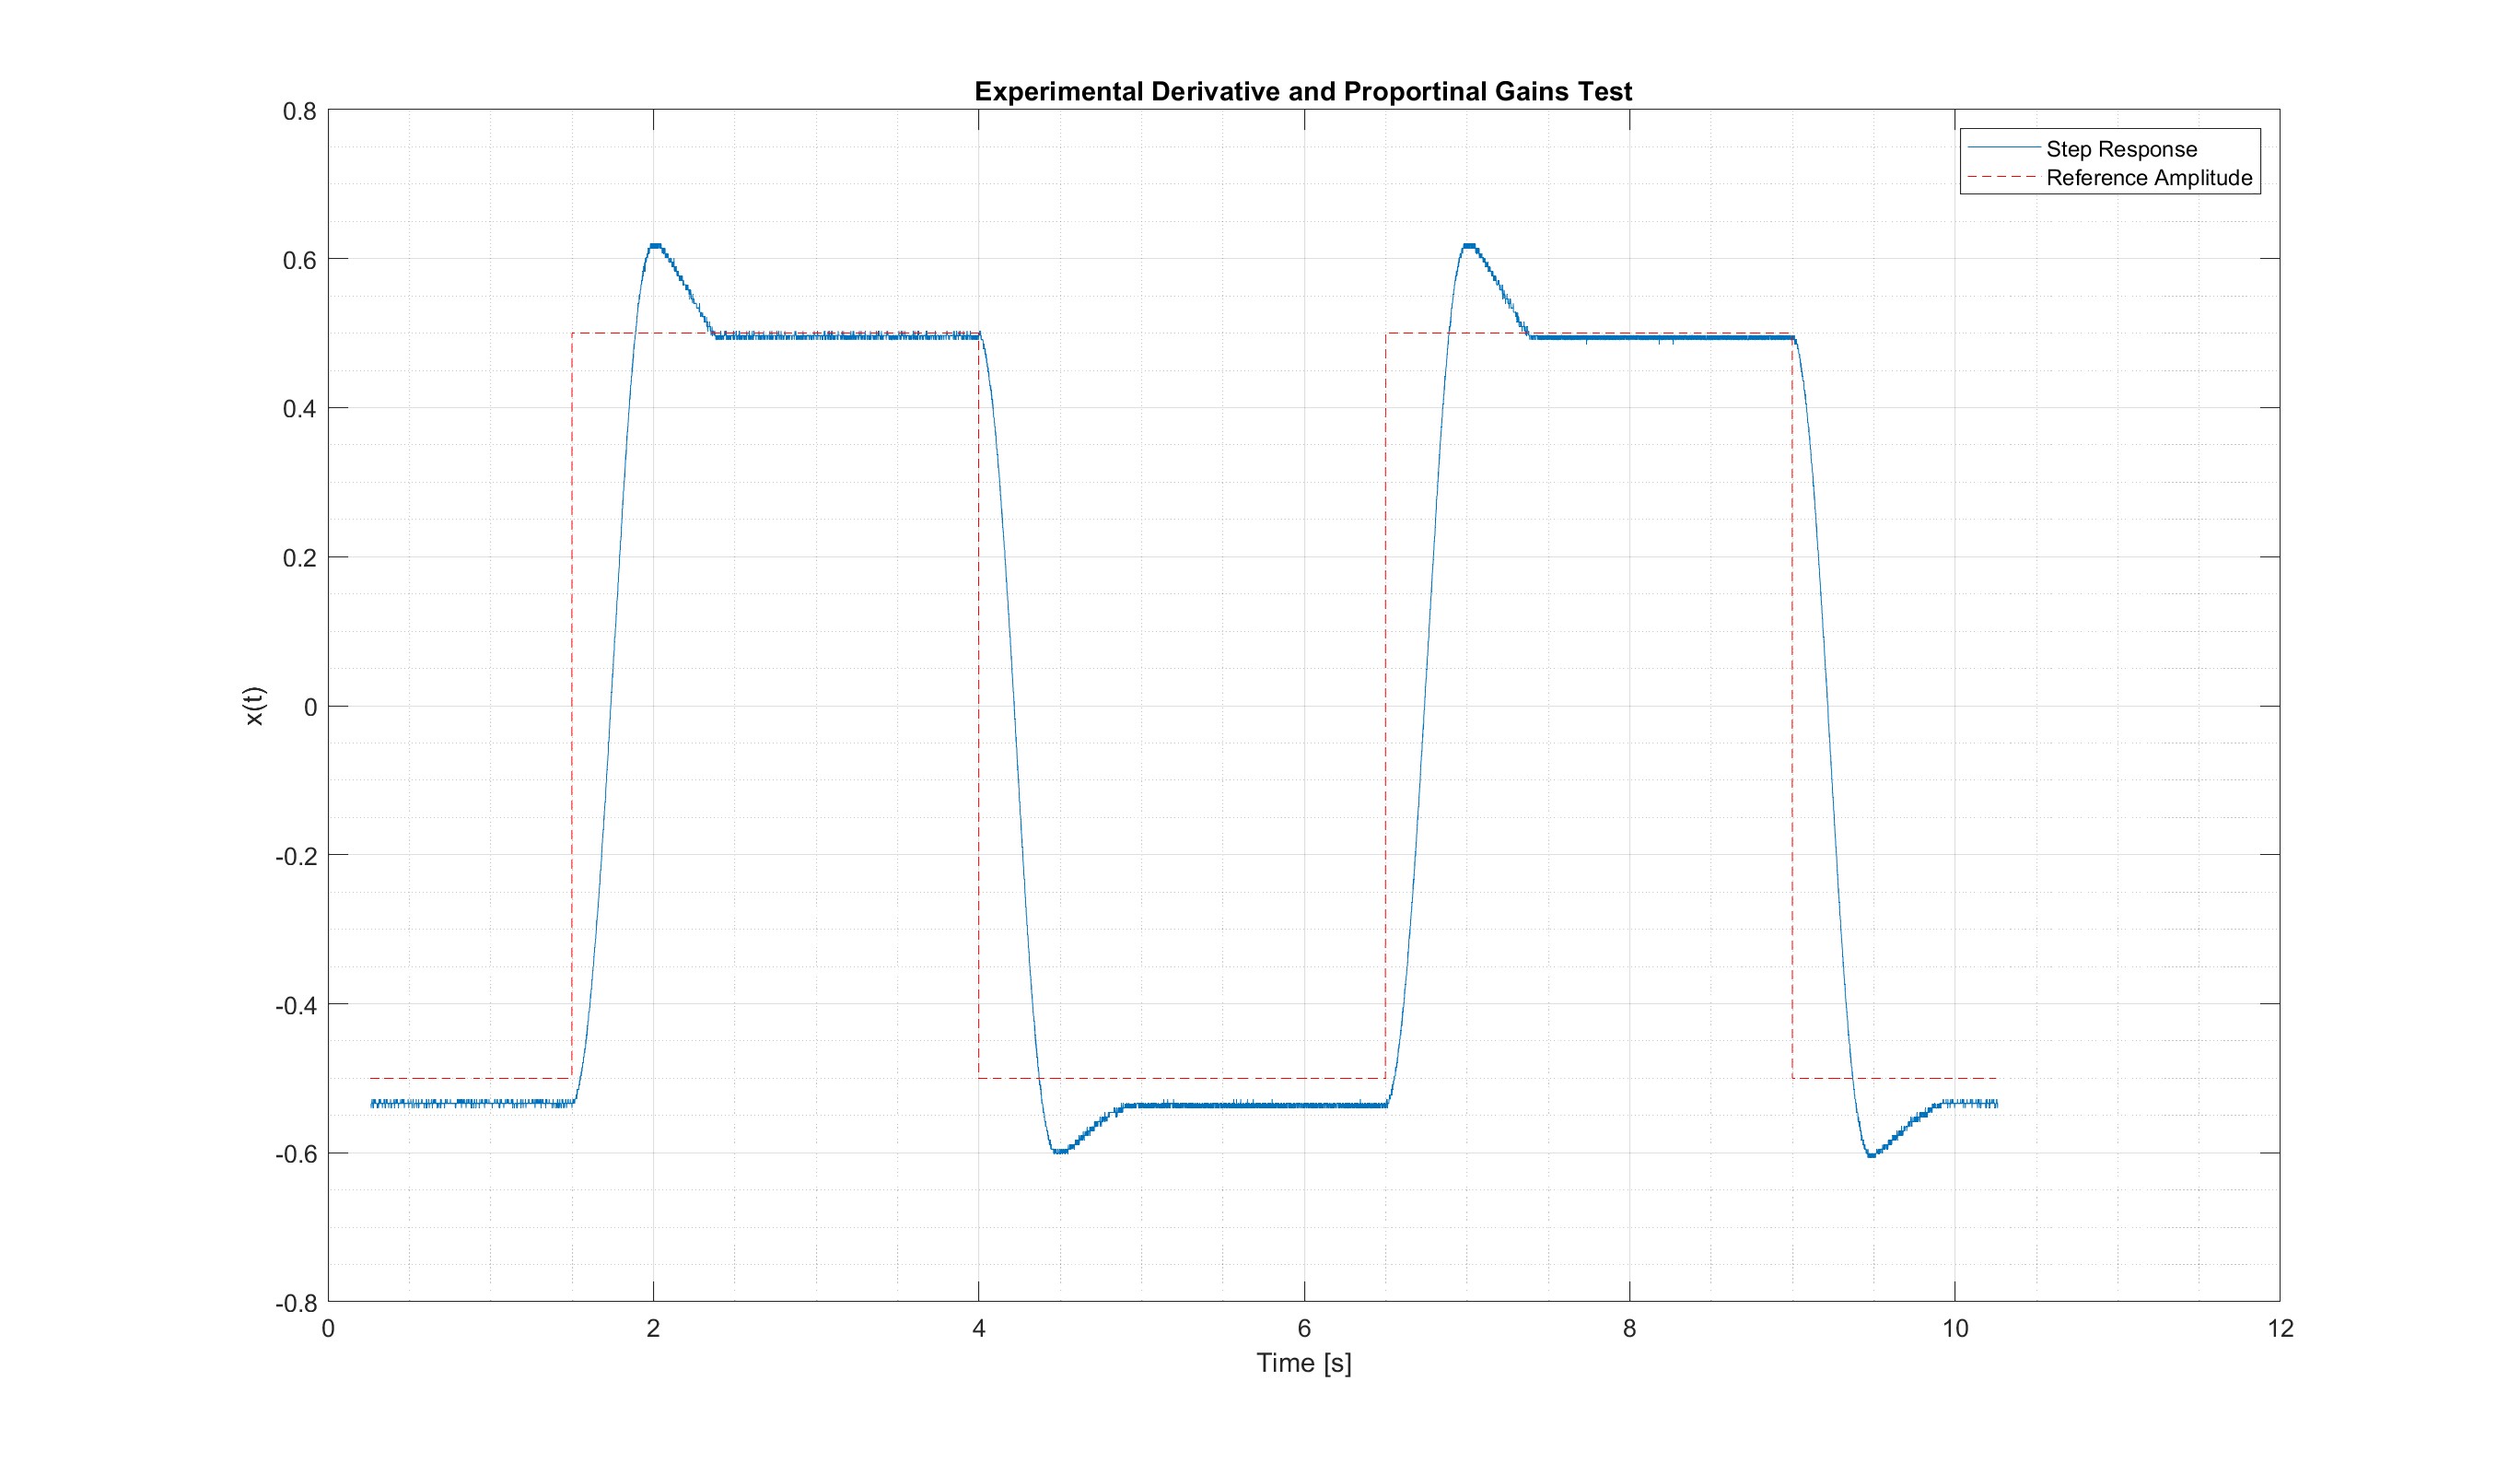 Experimental Derivative and Proportinal Gains Test
Step Response
Reference Amplitude
0.8
0.6
0.4
0.2
0
-0.2
-0.4
-0.6
-0.8
x(t)
0 2 4 6 8 10 12
Time [s]